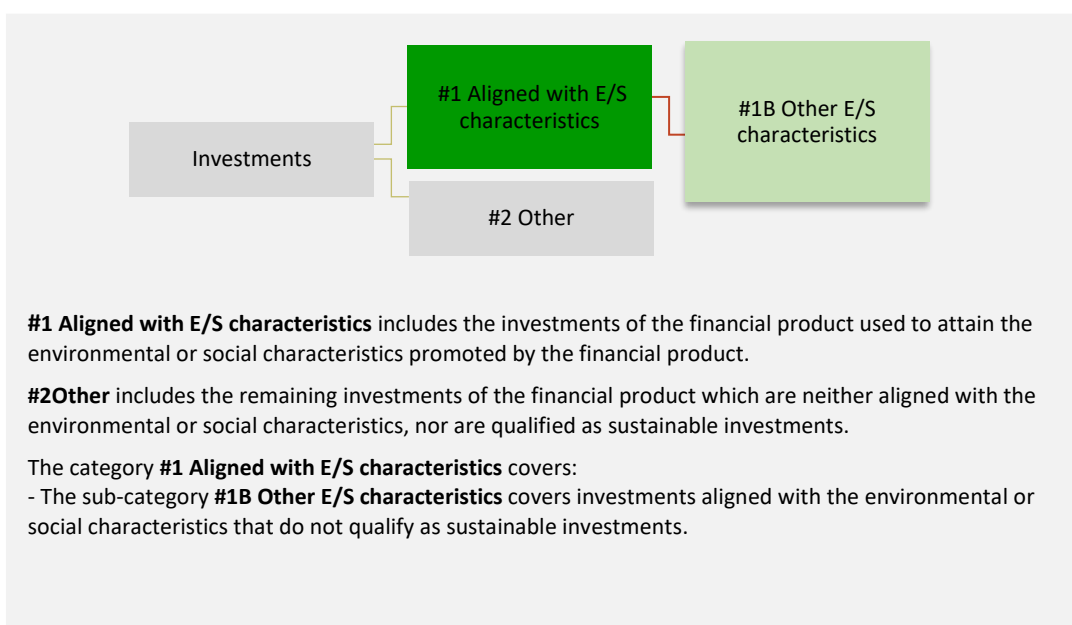 #1 Aligned with E/S
characteristics
#1B Other E/S
characteristics
Investments
#2 Other
#1 Aligned with E/S characteristics includes the investments of the financial product used to attain the
environmental or social characteristics promoted by the financial product.
#2Other includes the remaining investments of the financial product which are neither aligned with the
environmental or social characteristics, nor are qualified as sustainable investments.
The category #1 Aligned with E/S characteristics covers:
- The sub-category #1B Other E/S characteristics covers investments aligned with the environmental or
social characteristics that do not qualify as sustainable investments.